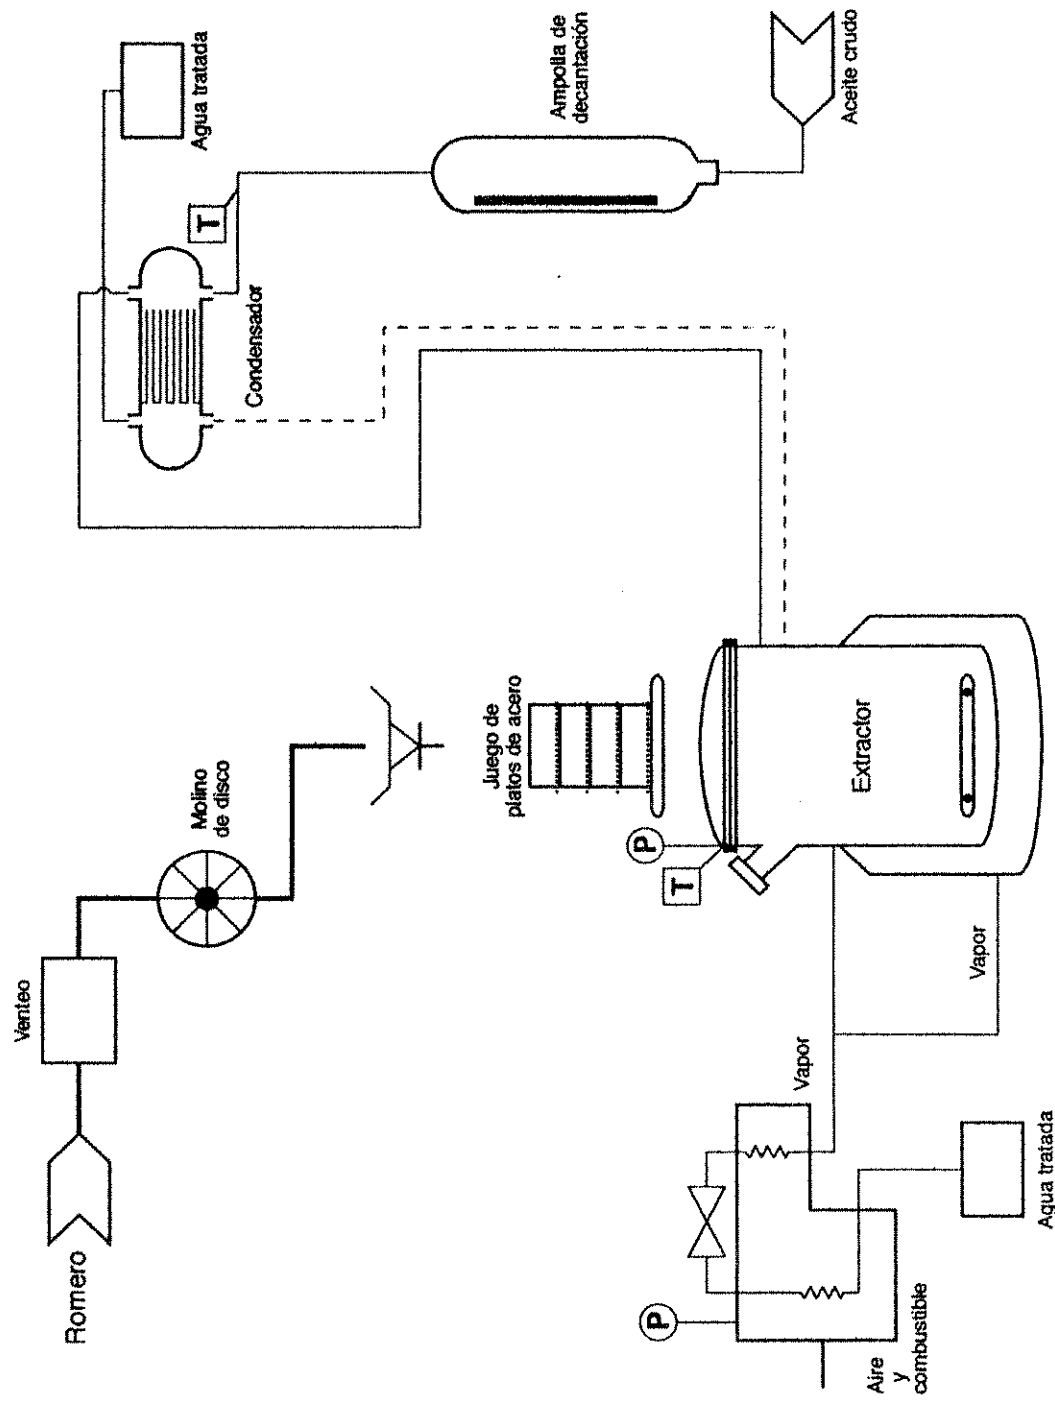 Romero
Venteo
Molino
de disco
Juego de
platos de acero
P
T
Extractor
Vapor
Vapor
P
Aire
y
combustible
Agua tratada
Condensador
T
Agua tratada
Ampolla de
decantación
Aceite crudo